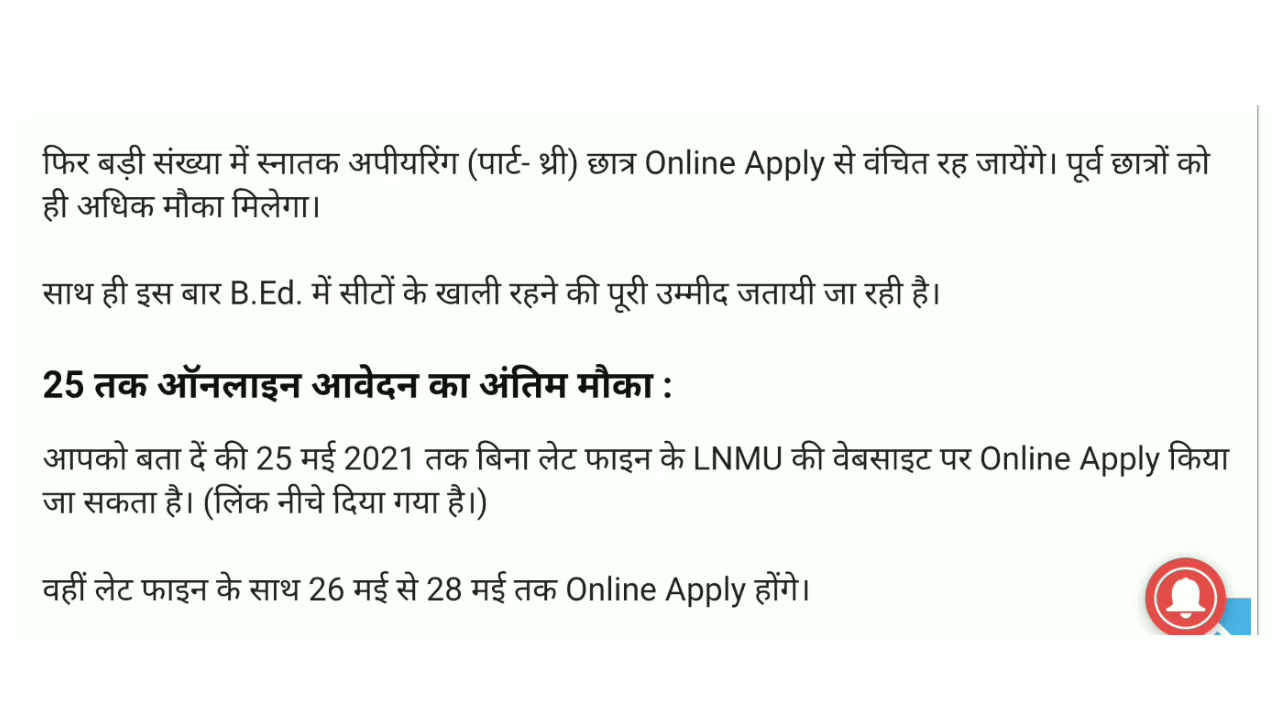 फिर बड़ी संख्या में स्नातक अपीयरिंग (पार्ट- थ्री) छात्र Online Apply से वंचित रह जायेंगे। पूर्व छात्रों को
ही अधिक मौका मिलेगा।
साथ ही इस बार B.Ed. में सीटों के खाली रहने की पूरी उम्मीद जतायी जा रही है।
25 तक ऑनलाइन आवेदन का अंतिम मौका :
आपको बता दें की 25 मई 2021 तक बिना लेट फाइन के LNMU की वेबसाइट पर Online Apply किया
जा सकता है। (लिंक नीचे दिया गया है।)
वहीं लेट फाइन के साथ 26 मई से 28 मई तक Online Apply होंगे।